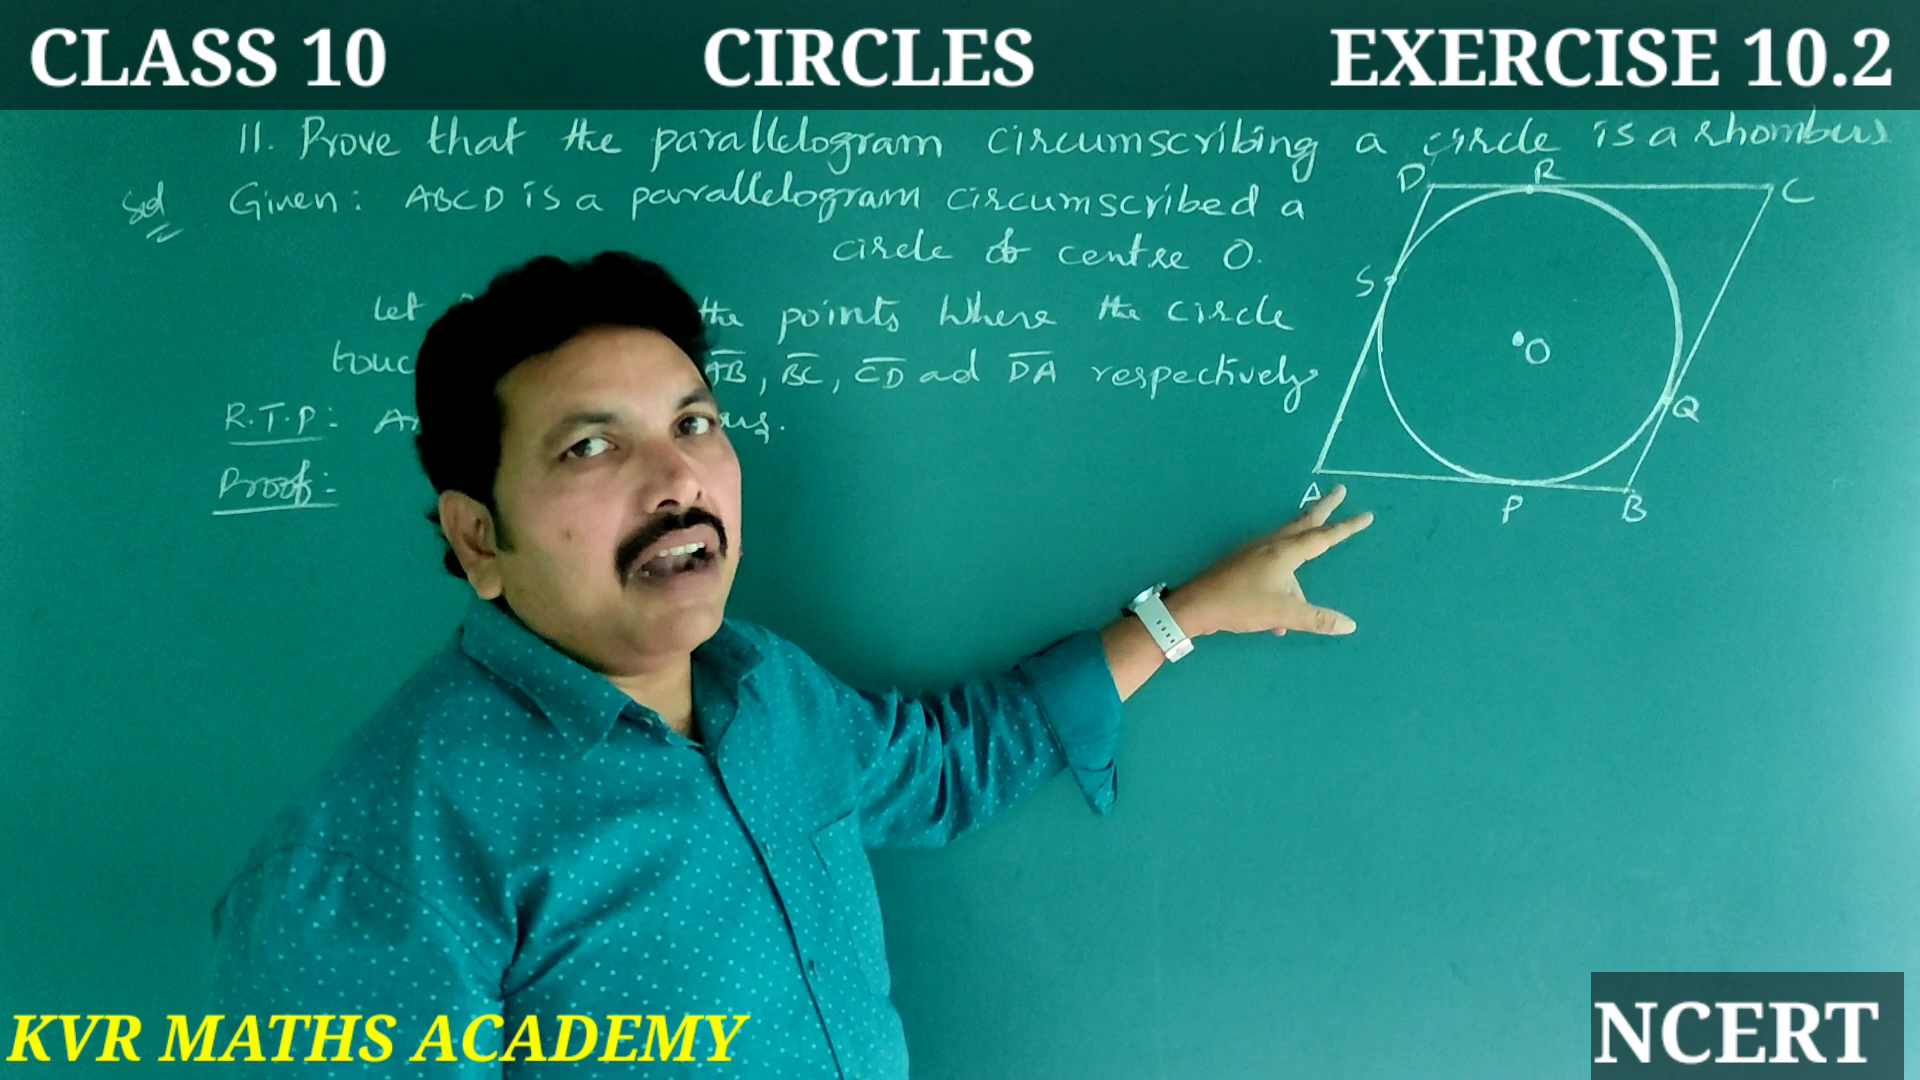 CLASS 10 CIRCLES EXERCISE 10.2
11. Prove that the parallelogram circumscribing a circle is a rhombus
Sol Given: ABCD is a parallelogram circumscribed a
circle of centre O.
Let the points where the circle
touc AB, BC, CD ad DA respectively
R.T.P:
Proof:
D R C
S
O
Q
A P B
KVR MATHS ACADEMY
NCERT